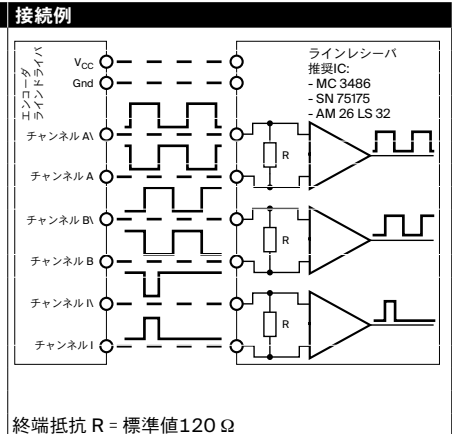 接続例
エンコーダ
ラインドライバ
VCC
Gnd
チャンネル A\
チャンネル A
チャンネル B\
チャンネル B
チャンネル I\
チャンネル I
ラインレシーバ
推奨IC:
- MC 3486
- SN 75175
- AM 26 LS 32
R
R
R
終端抵抗 R = 標準値120 Ω